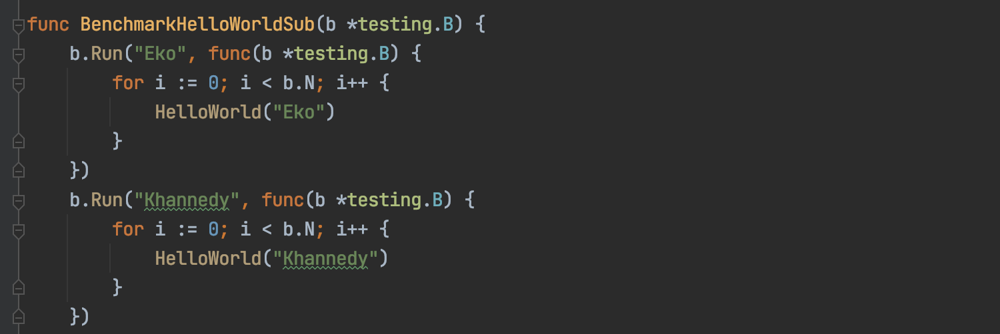 func BenchmarkHelloWorldSub(b *testing.B) {
    b.Run("Eko", func(b *testing.B) {
        for i := 0; i < b.N; i++ {
            HelloWorld("Eko")
        }
    })
    b.Run("Khannedy", func(b *testing.B) {
        for i := 0; i < b.N; i++ {
            HelloWorld("Khannedy")
        }
    })